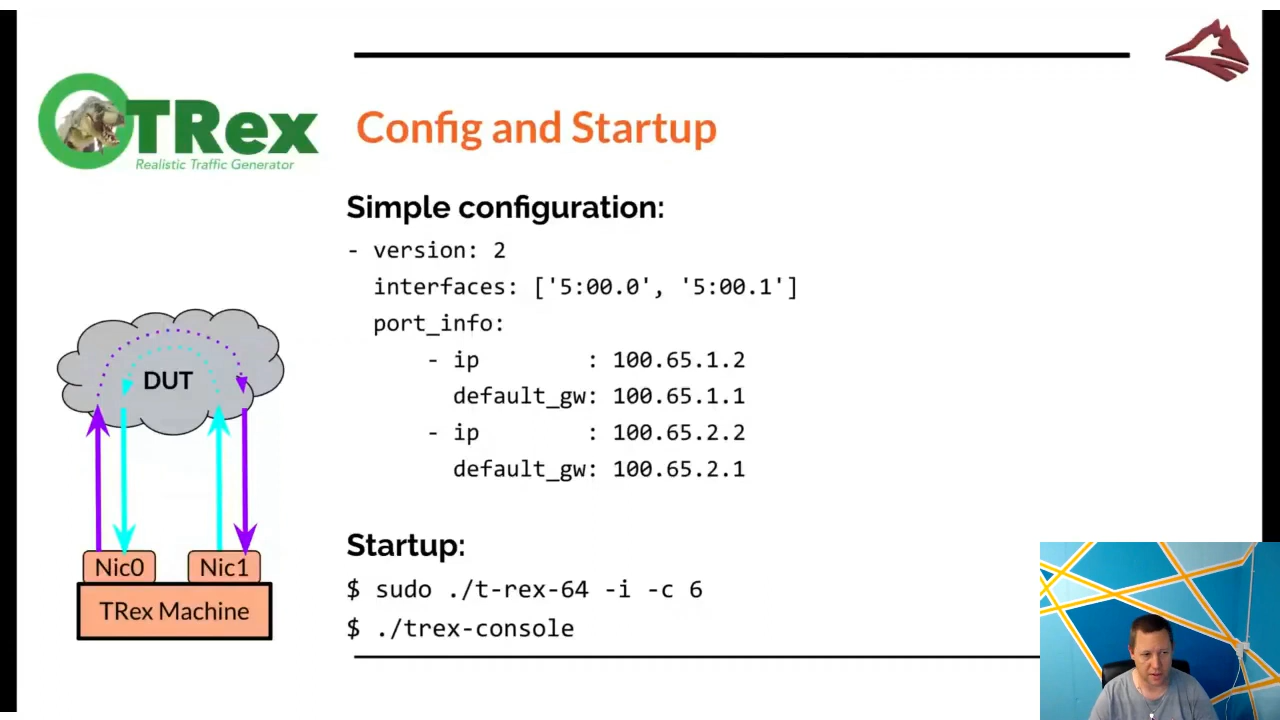 TRex
Realistic Traffic Generator
Config and Startup
Simple configuration:
- version: 2
interfaces: ['5:00.0', '5:00.1']
port_info:
- ip : 100.65.1.2
default_gw: 100.65.1.1
- ip : 100.65.2.2
default_gw: 100.65.2.1
Startup:
$ sudo ./t-rex-64 -i -c 6
$ ./trex-console
DUT
Nic0
Nic1
TRex Machine